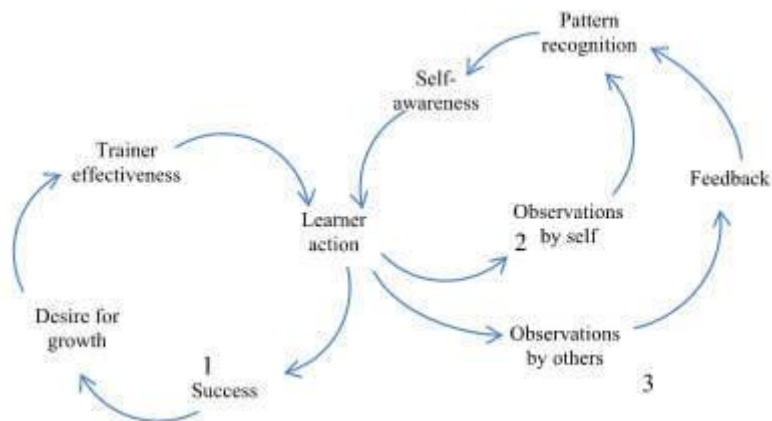 Pattern
recognition
Self-
awareness
Trainer
effectiveness
Feedback
Learner
action
Observations
2 by self
Desire for
growth
Observations
by others
1
Success
3